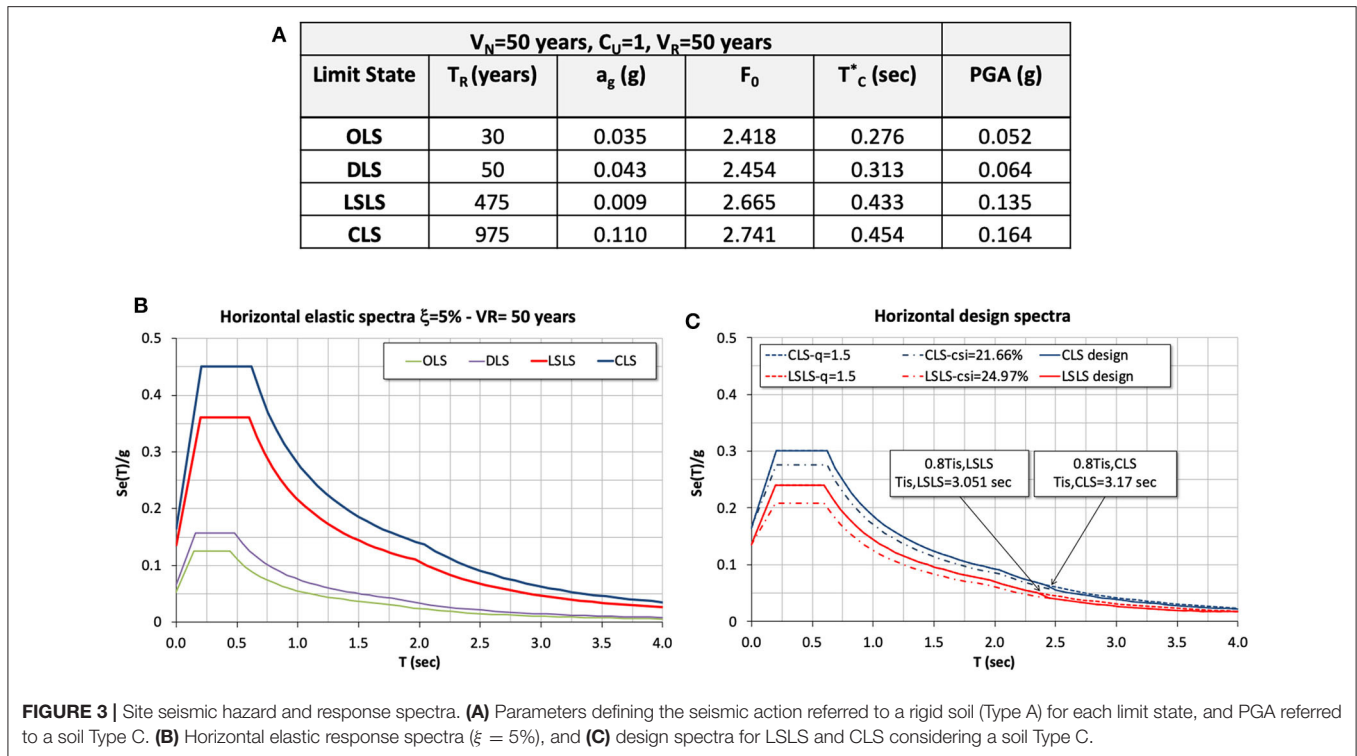 A
V_N=50 years, C_U=1, V_R=50 years
Limit State T_R (years) a_g (g) F_0 T*_C (sec) PGA (g)
OLS 30 0.035 2.418 0.276 0.052
DLS 50 0.043 2.454 0.313 0.064
LSLS 475 0.009 2.665 0.433 0.135
CLS 975 0.110 2.741 0.454 0.164
B
Horizontal elastic spectra ξ=5% - VR= 50 years
OLS DLS LSLS CLS
Se(T)/g
0.5
0.4
0.3
0.2
0.1
0
0.0 0.5 1.0 1.5 2.0 2.5 3.0 3.5 4.0
T (sec)
C
Horizontal design spectra
CLS-q=1.5 CLS-csi=21.66% CLS design
LSLS-q=1.5 LSLS-csi=24.97% LSLS design
0.8Tis,LSLS
Tis,LSLS=3.051 sec
0.8Tis,CLS
Tis,CLS=3.17 sec
Se(T)/g
0.5
0.4
0.3
0.2
0.1
0
0.0 0.5 1.0 1.5 2.0 2.5 3.0 3.5 4.0
T (sec)
FIGURE 3 | Site seismic hazard and response spectra. (A) Parameters defining the seismic action referred to a rigid soil (Type A) for each limit state, and PGA referred
to a soil Type C. (B) Horizontal elastic response spectra (ξ = 5%), and (C) design spectra for LSLS and CLS considering a soil Type C.